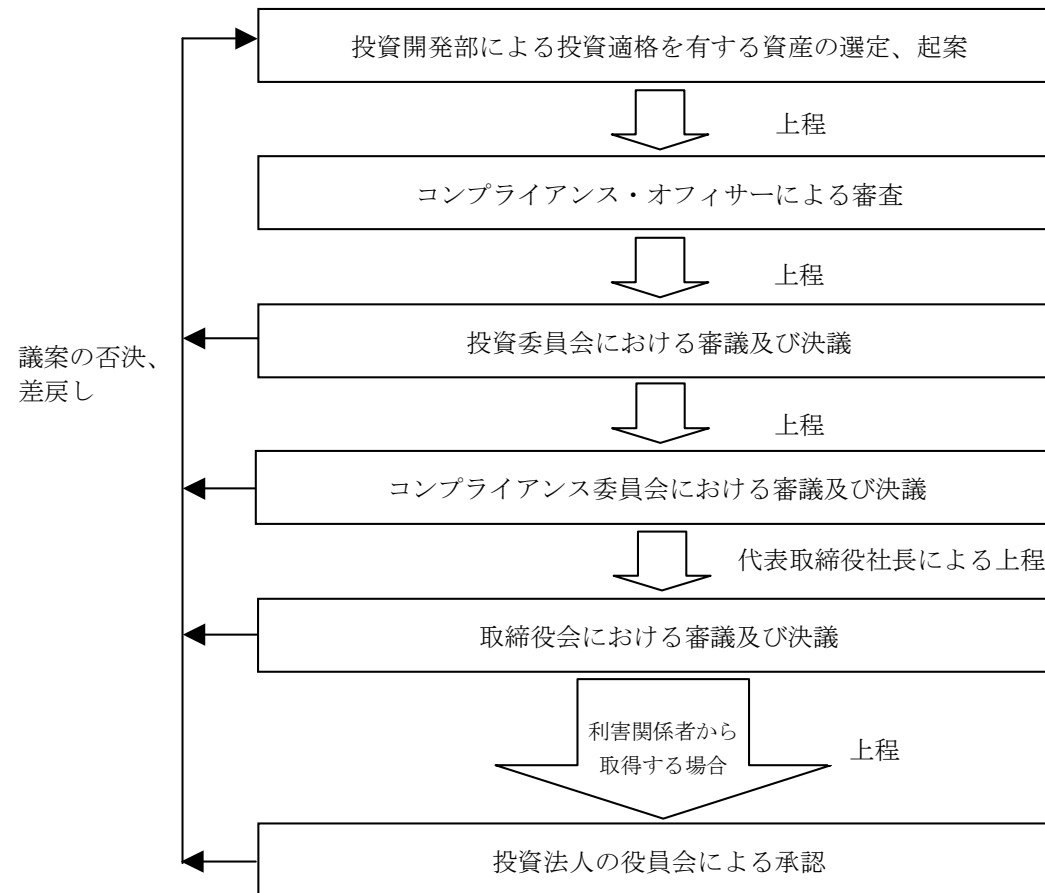 投資開発部による投資適格を有する資産の選定、起案
上程
コンプライアンス・オフィサーによる審査
上程
投資委員会における審議及び決議
議案の否決、
差戻し
上程
コンプライアンス委員会における審議及び決議
代表取締役社長による上程
取締役会における審議及び決議
利害関係者から
取得する場合
上程
投資法人の役員会による承認